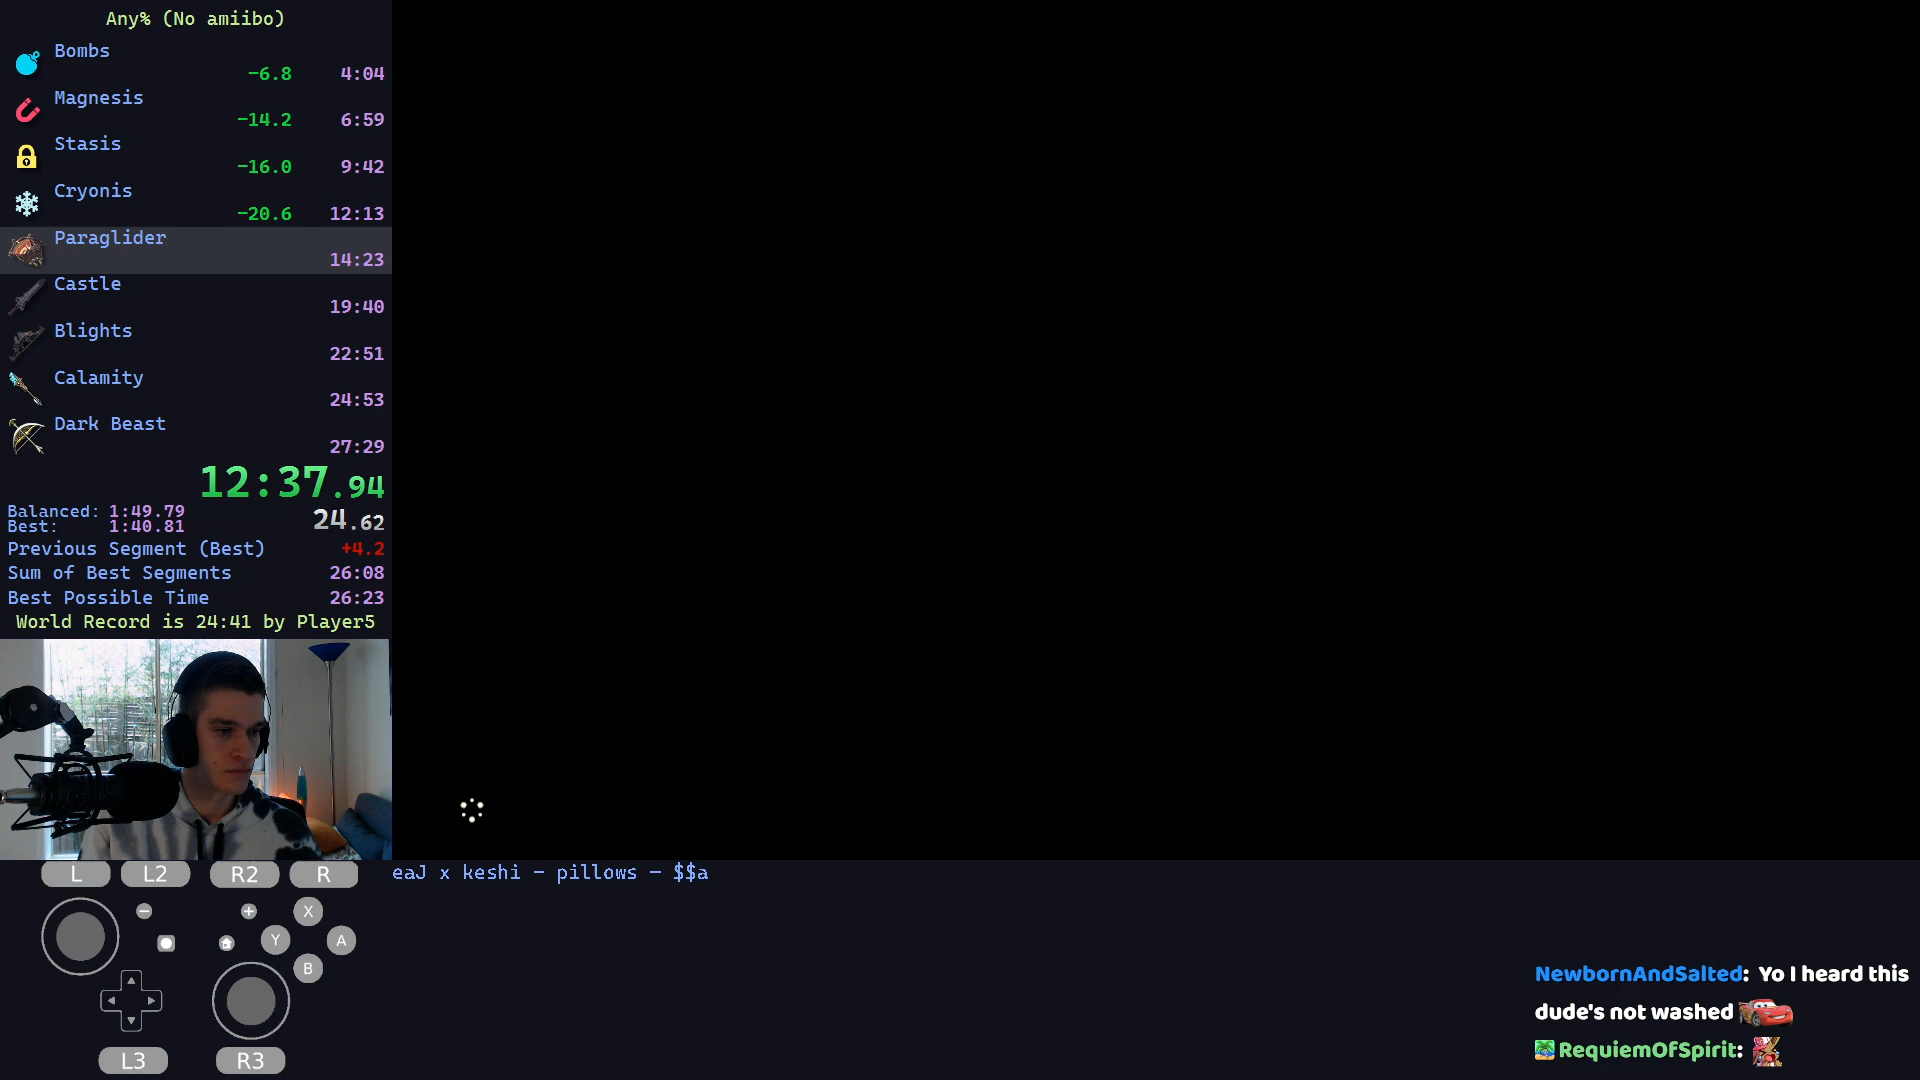 Any% (No amiibo)
Bombs
-6.8 4:04
Magnesis
-14.2 6:59
Stasis
-16.0 9:42
Cryonis
-20.6 12:13
Paraglider
14:23
Castle
19:40
Blights
22:51
Calamity
24:53
Dark Beast
27:29
12:37.94
Balanced: 1:49.79
Best: 1:40.81
24.62
Previous Segment (Best) +4.2
Sum of Best Segments 26:08
Best Possible Time 26:23
World Record is 24:41 by Player5
L L2 R2 R
X
Y A
B
L3 R3
eaJ x keshi - pillows - $$a
NewbornAndSalted: Yo I heard this
dude's not washed
RequiemOfSpirit: